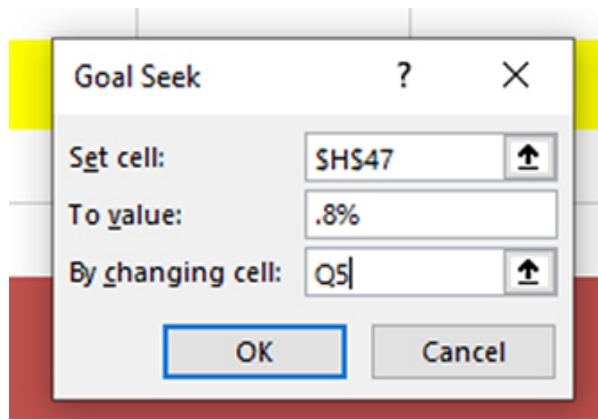 Goal Seek ? ×
Set cell: $H$47
To value: .8%
By changing cell: Q5
OK Cancel